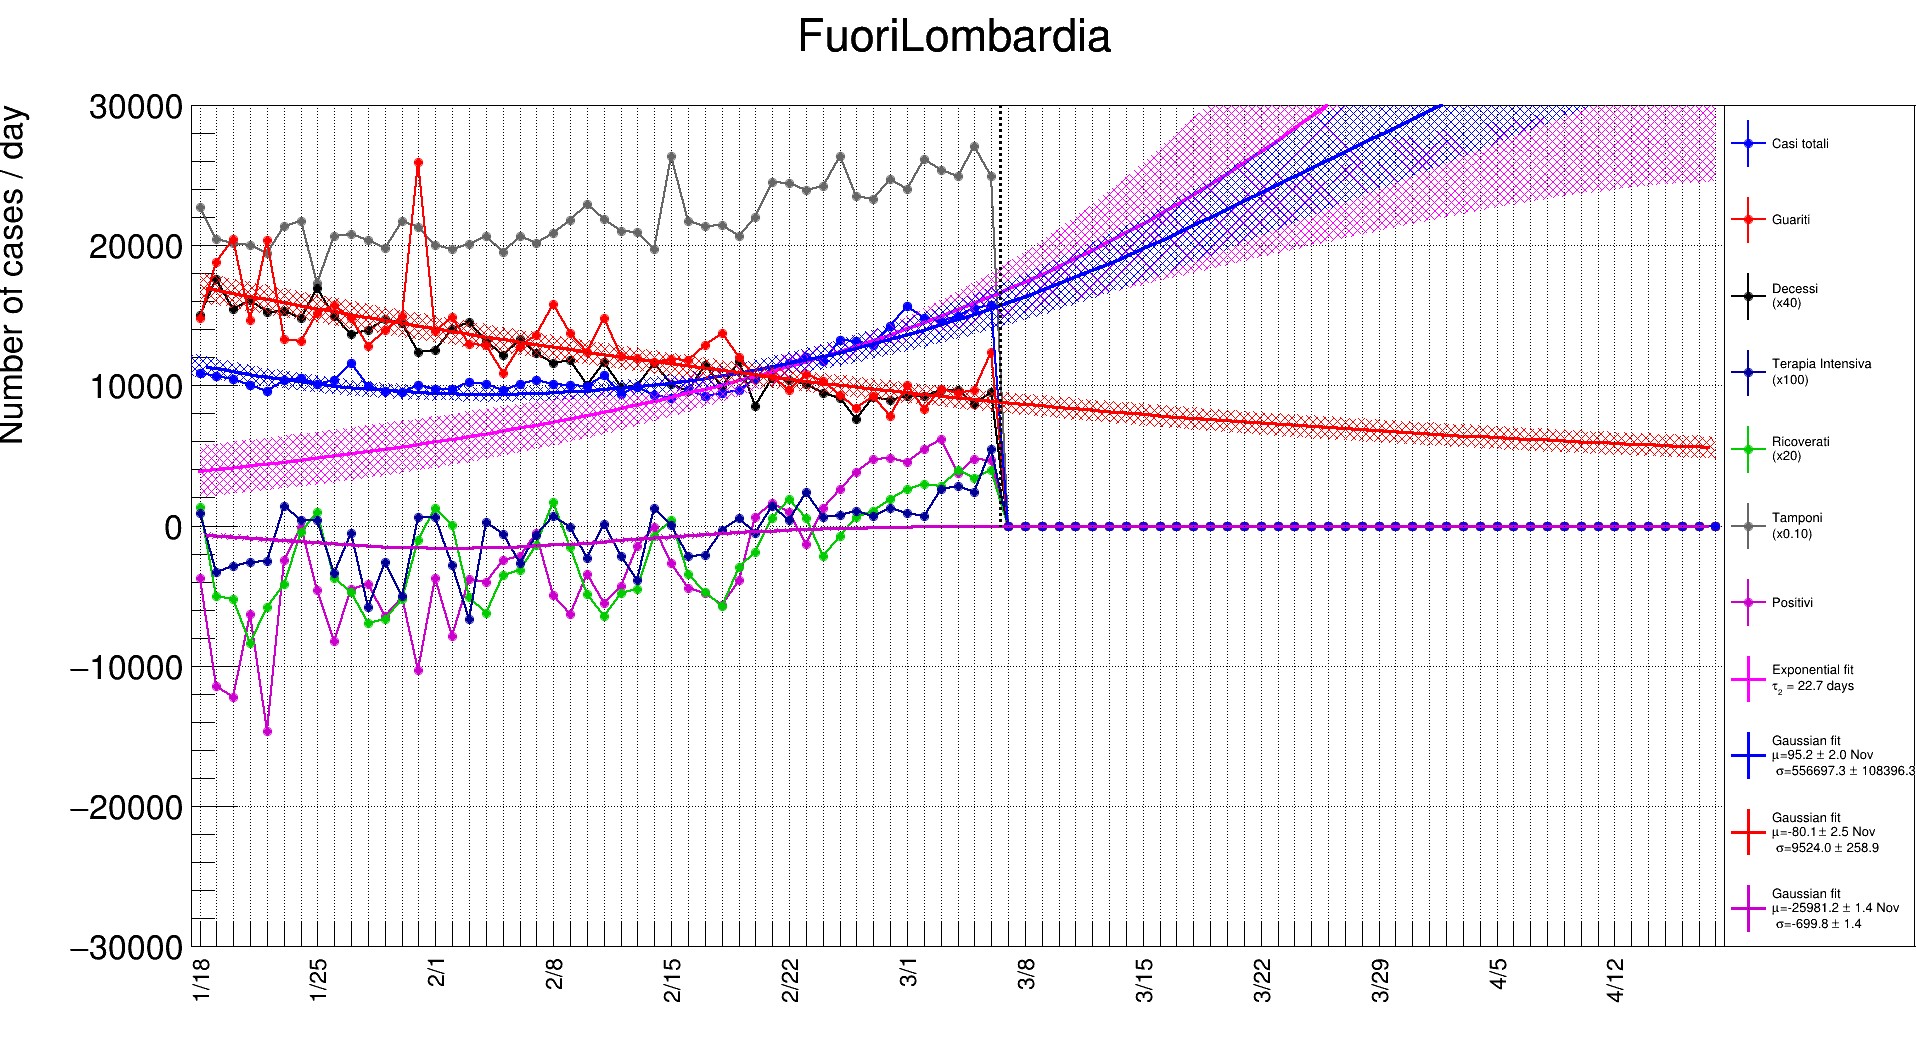 FuoriLombardia
Number of cases / day
30000
20000
10000
0
−10000
−20000
−30000
1/18
1/25
2/1
2/8
2/15
2/22
3/1
3/8
3/15
3/22
3/29
4/5
4/12
Casi totali
Guariti
Decessi
(x40)
Terapia Intensiva
(x100)
Ricoverati
(x20)
Tamponi
(x0.10)
Positivi
Exponential fit
τ2 = 22.7 days
Gaussian fit
μ=95.2 ± 2.0 Nov
σ=556697.3 ± 108396.3
Gaussian fit
μ=-80.1 ± 2.5 Nov
σ=9524.0 ± 258.9
Gaussian fit
μ=-25981.2 ± 1.4 Nov
σ=-699.8 ± 1.4